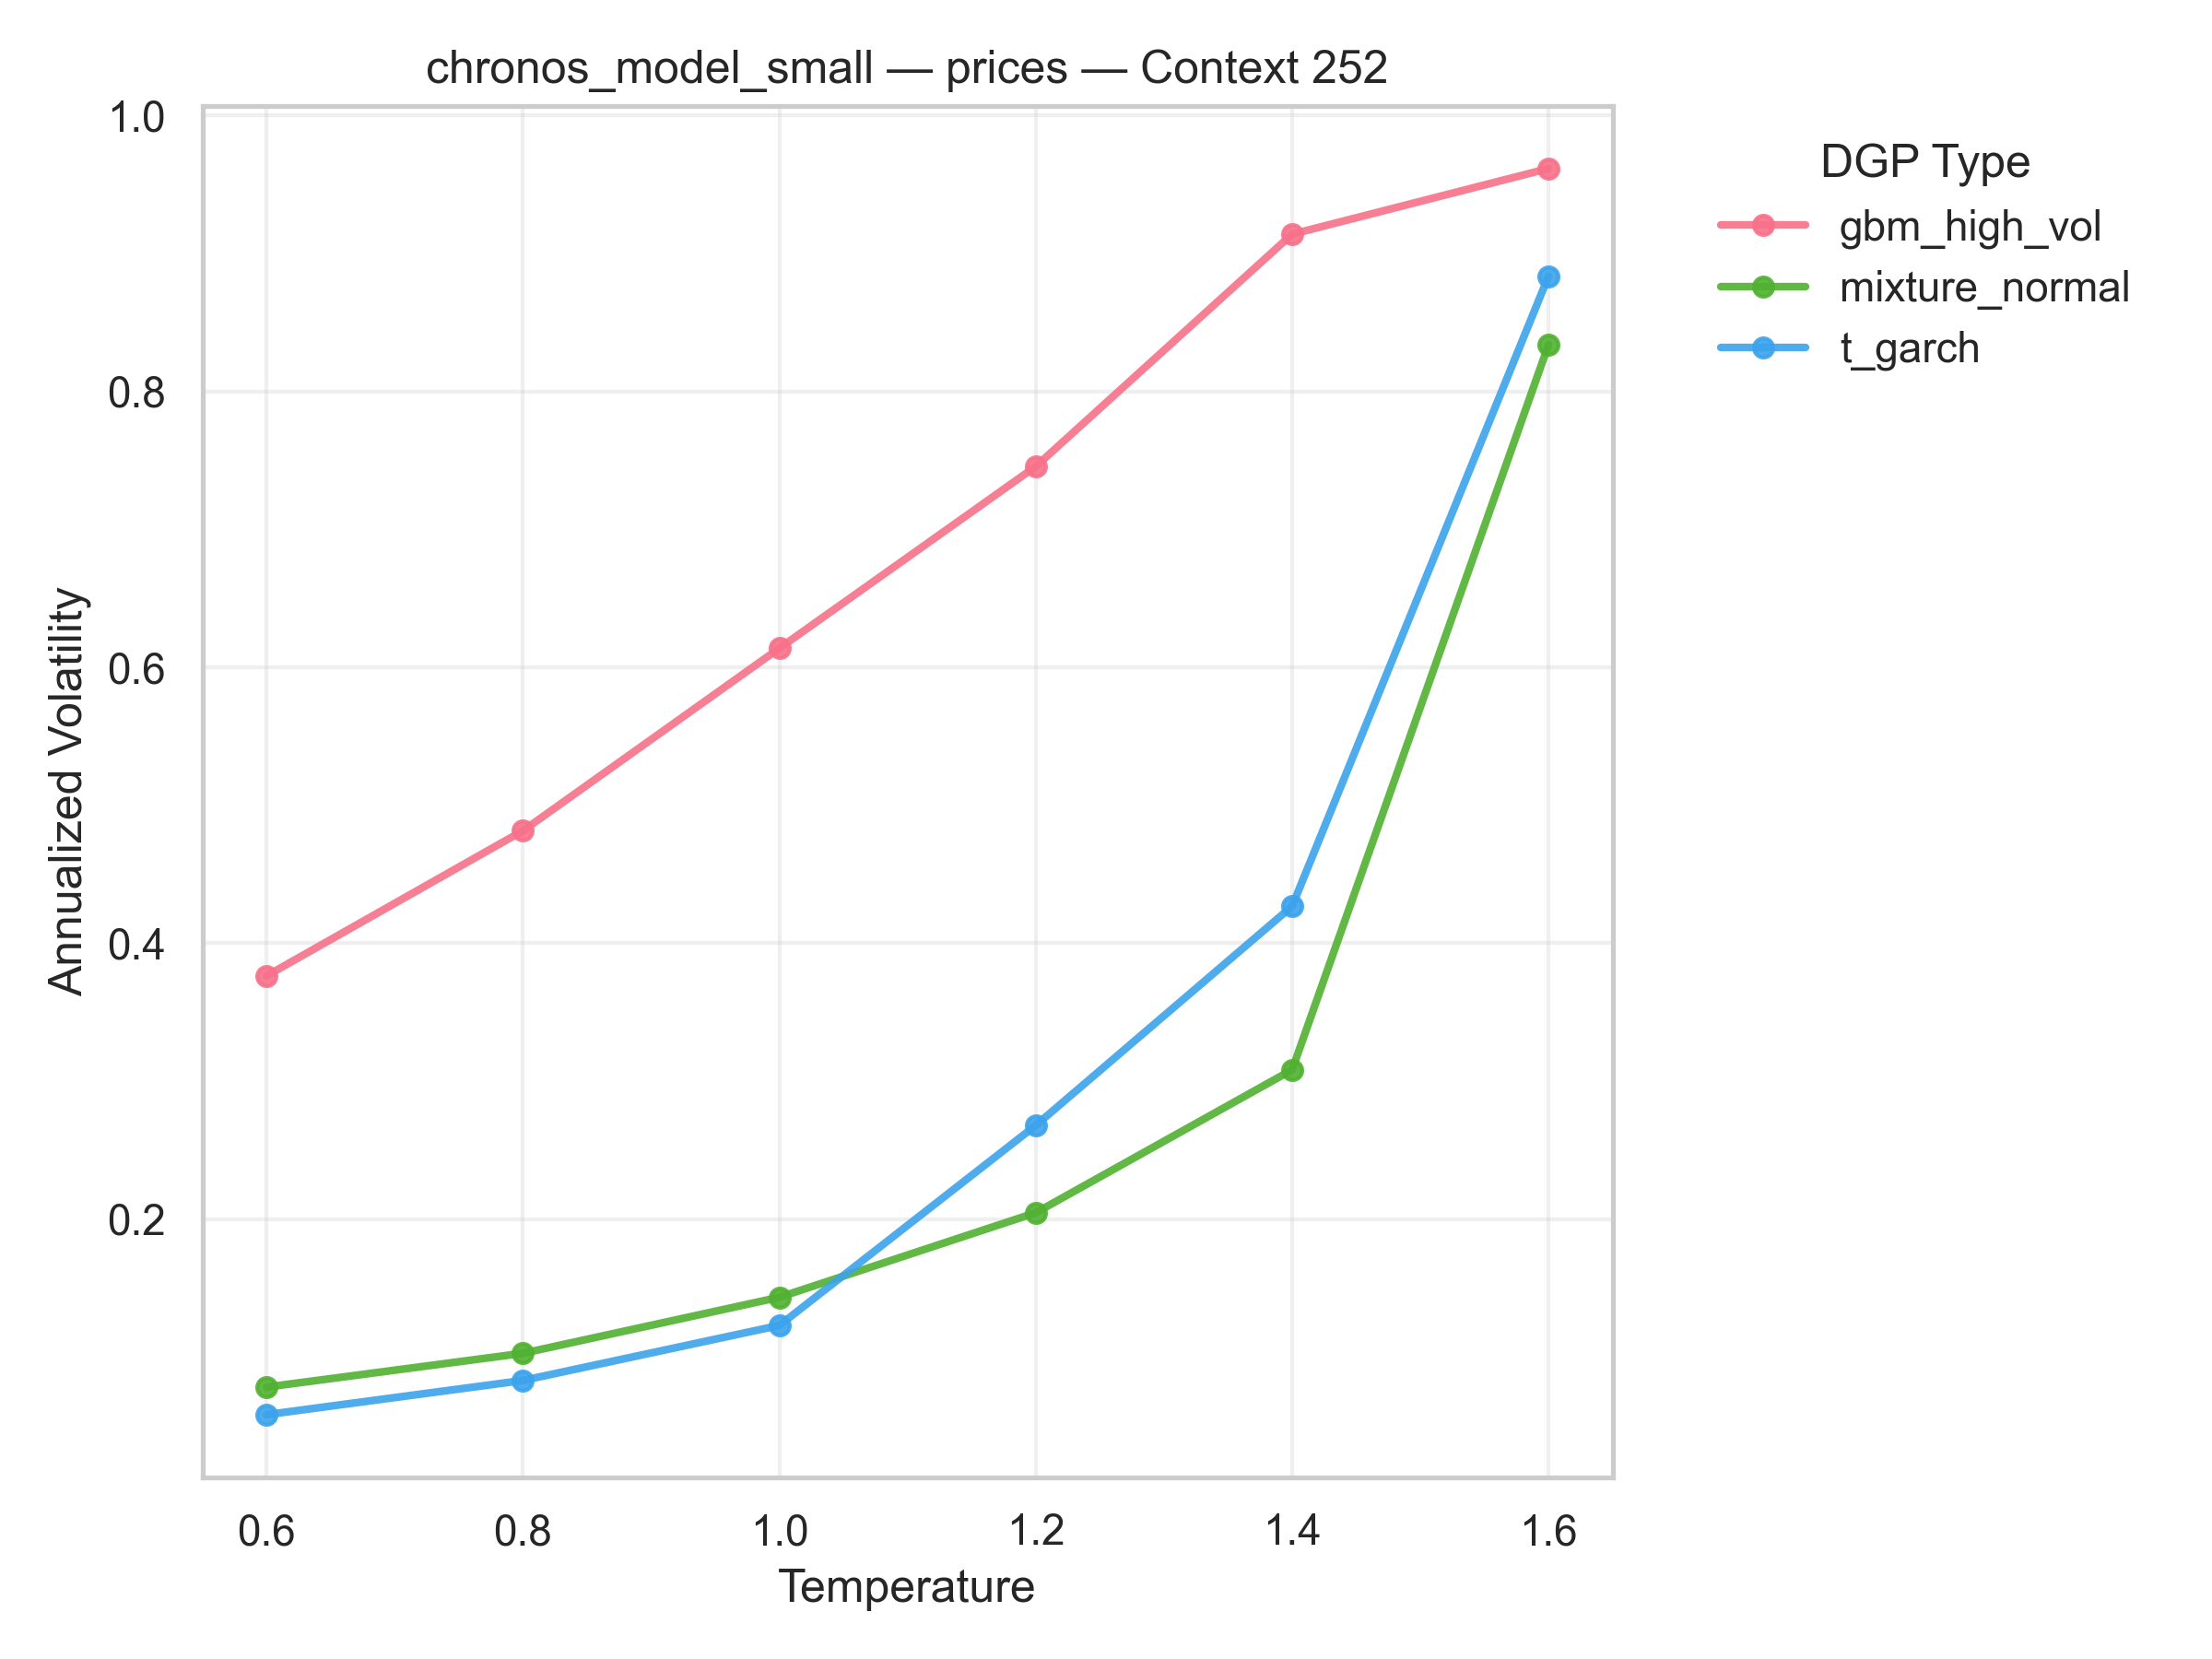 chronos_model_small — prices — Context 252
1.0
0.8
0.6
0.4
0.2
Annualized Volatility
0.6 0.8 1.0 1.2 1.4 1.6
Temperature
DGP Type
gbm_high_vol
mixture_normal
t_garch